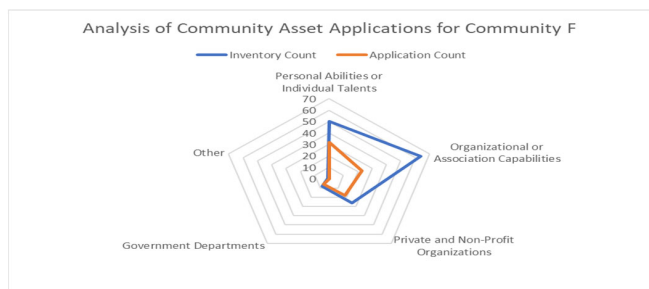 Analysis of Community Asset Applications for Community F
Inventory Count
Application Count
Personal Abilities or
Individual Talents
70
60
50
40
30
20
10
0
Other
Organizational or
Association Capabilities
Government Departments
Private and Non-Profit
Organizations